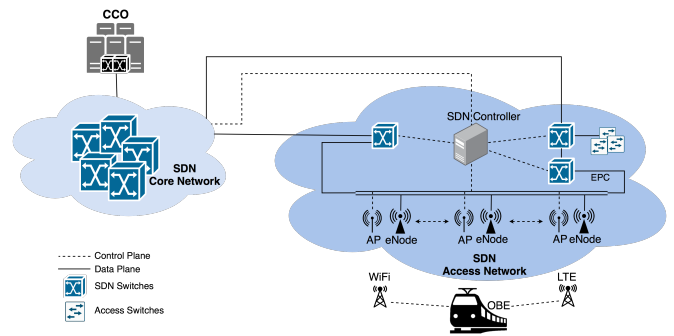 CCO
SDN Controller
SDN
Core Network
EPC
AP eNode
AP eNode
AP eNode
SDN
Access Network
Control Plane
Data Plane
SDN Switches
Access Switches
WiFi
LTE
OBE